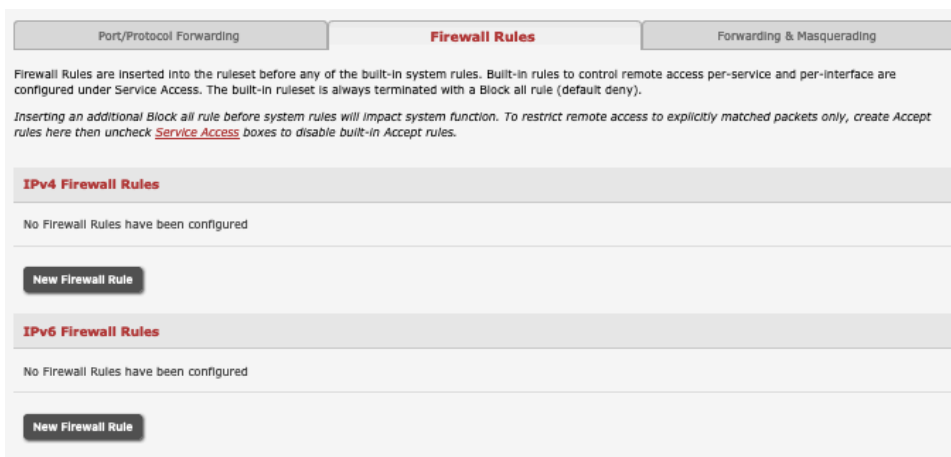 Port/Protocol Forwarding
Firewall Rules
Forwarding & Masquerading
Firewall Rules are inserted into the ruleset before any of the built-in system rules. Built-in rules to control remote access per-service and per-interface are
configured under Service Access. The built-in ruleset is always terminated with a Block all rule (default deny).
Inserting an additional Block all rule before system rules will impact system function. To restrict remote access to explicitly matched packets only, create Accept
rules here then uncheck Service Access boxes to disable built-in Accept rules.
IPv4 Firewall Rules
No Firewall Rules have been configured
New Firewall Rule
IPv6 Firewall Rules
No Firewall Rules have been configured
New Firewall Rule